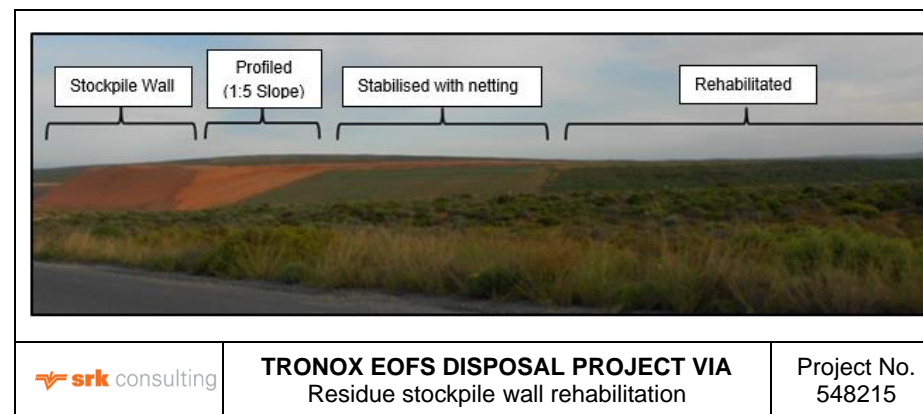 Stockpile Wall
Profiled
(1:5 Slope)
Stabilised with netting
Rehabilitated
srk consulting
TRONOX EOFS DISPOSAL PROJECT VIA
Residue stockpile wall rehabilitation
Project No.
548215